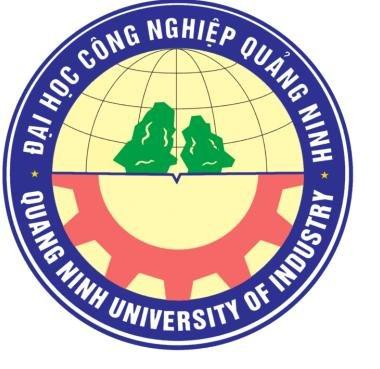 ĐẠI HỌC CÔNG NGHIỆP QUẢNG NINH
QUANG NINH UNIVERSITY OF INDUSTRY